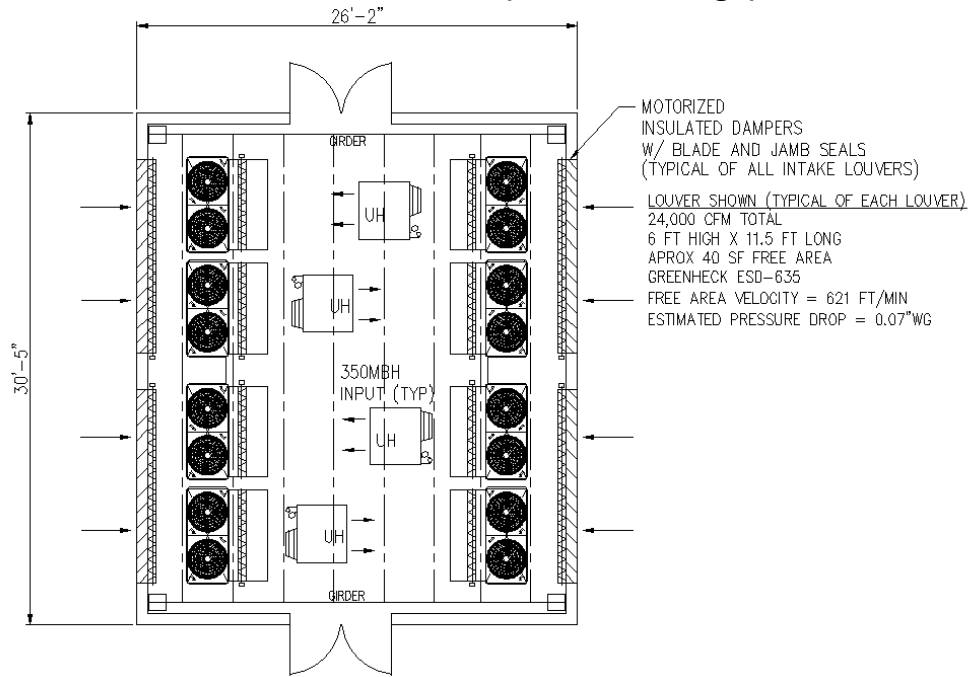 26'-2"
MOTORIZED
INSULATED DAMPERS
W/ BLADE AND JAMB SEALS
(TYPICAL OF ALL INTAKE LOUVERS)
LOUVER SHOWN (TYPICAL OF EACH LOUVER)
24,000 CFM TOTAL
6 FT HIGH X 11.5 FT LONG
APROX 40 SF FREE AREA
GREENHECK ESD-635
FREE AREA VELOCITY = 621 FT/MIN
ESTIMATED PRESSURE DROP = 0.07"WG
GIRDER
UH
UH
30'-5"
350MBH
INPUT (TYP)
UH
UH
GIRDER